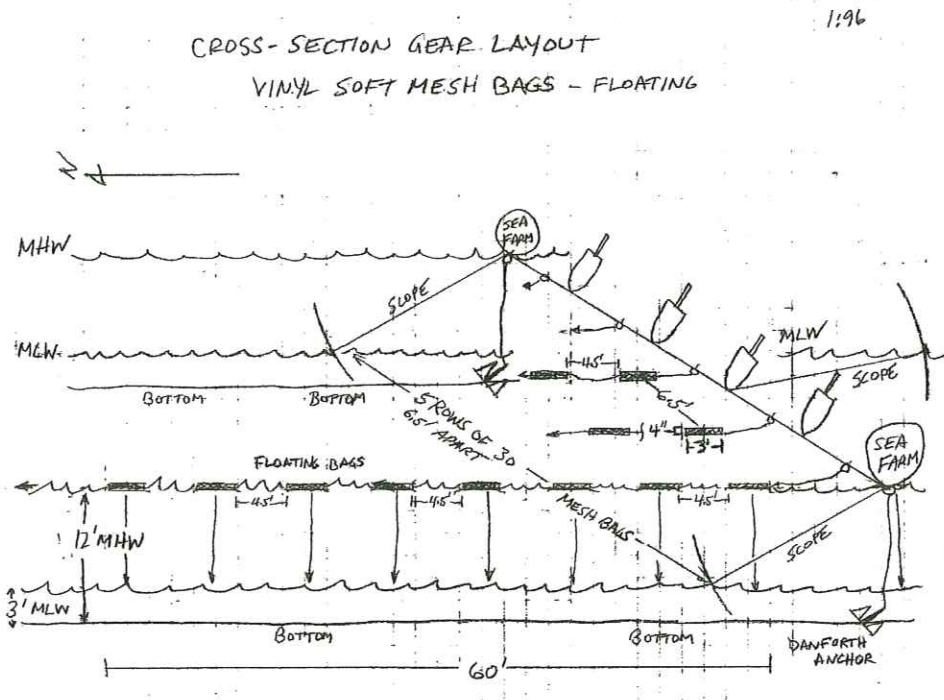 1:96
CROSS-SECTION GEAR LAYOUT
VINYL SOFT MESH BAGS - FLOATING
N
SEA
FARM
MHW
SCOPE
MLW
MLW
4.5'
SCOPE
BOTTOM
BOTTOM
6.5'
5 ROWS OF 30
6.5' APART
4"
3'
SEA
FARM
FLOATING BAGS
4.5'
4.5'
4.5'
MESH BAGS
12' MHW
SCOPE
3' MLW
BOTTOM
BOTTOM
DANFORTH
ANCHOR
60'